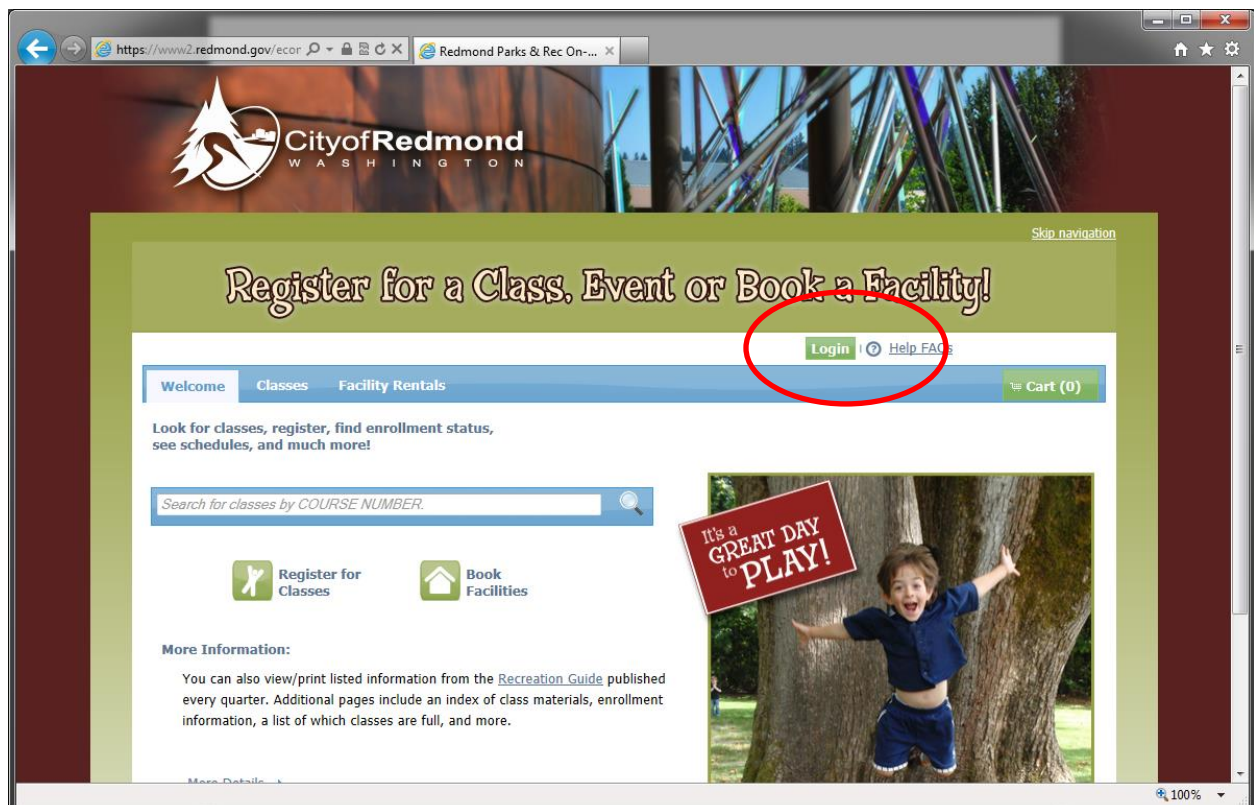 https://www2.redmond.gov/ecor
Redmond Parks & Rec On-...
CityofRedmond
WASHINGTON
Skip navigation
Register for a Class, Event or Book a Facility!
Login
Help FAQs
Welcome Classes Facility Rentals
Cart (0)
Look for classes, register, find enrollment status,
see schedules, and much more!
Search for classes by COURSE NUMBER.
It's a
GREAT DAY
to PLAY!
Register for
Classes
Book
Facilities
More Information:
You can also view/print listed information from the Recreation Guide published
every quarter. Additional pages include an index of class materials, enrollment
information, a list of which classes are full, and more.
More Details
100%